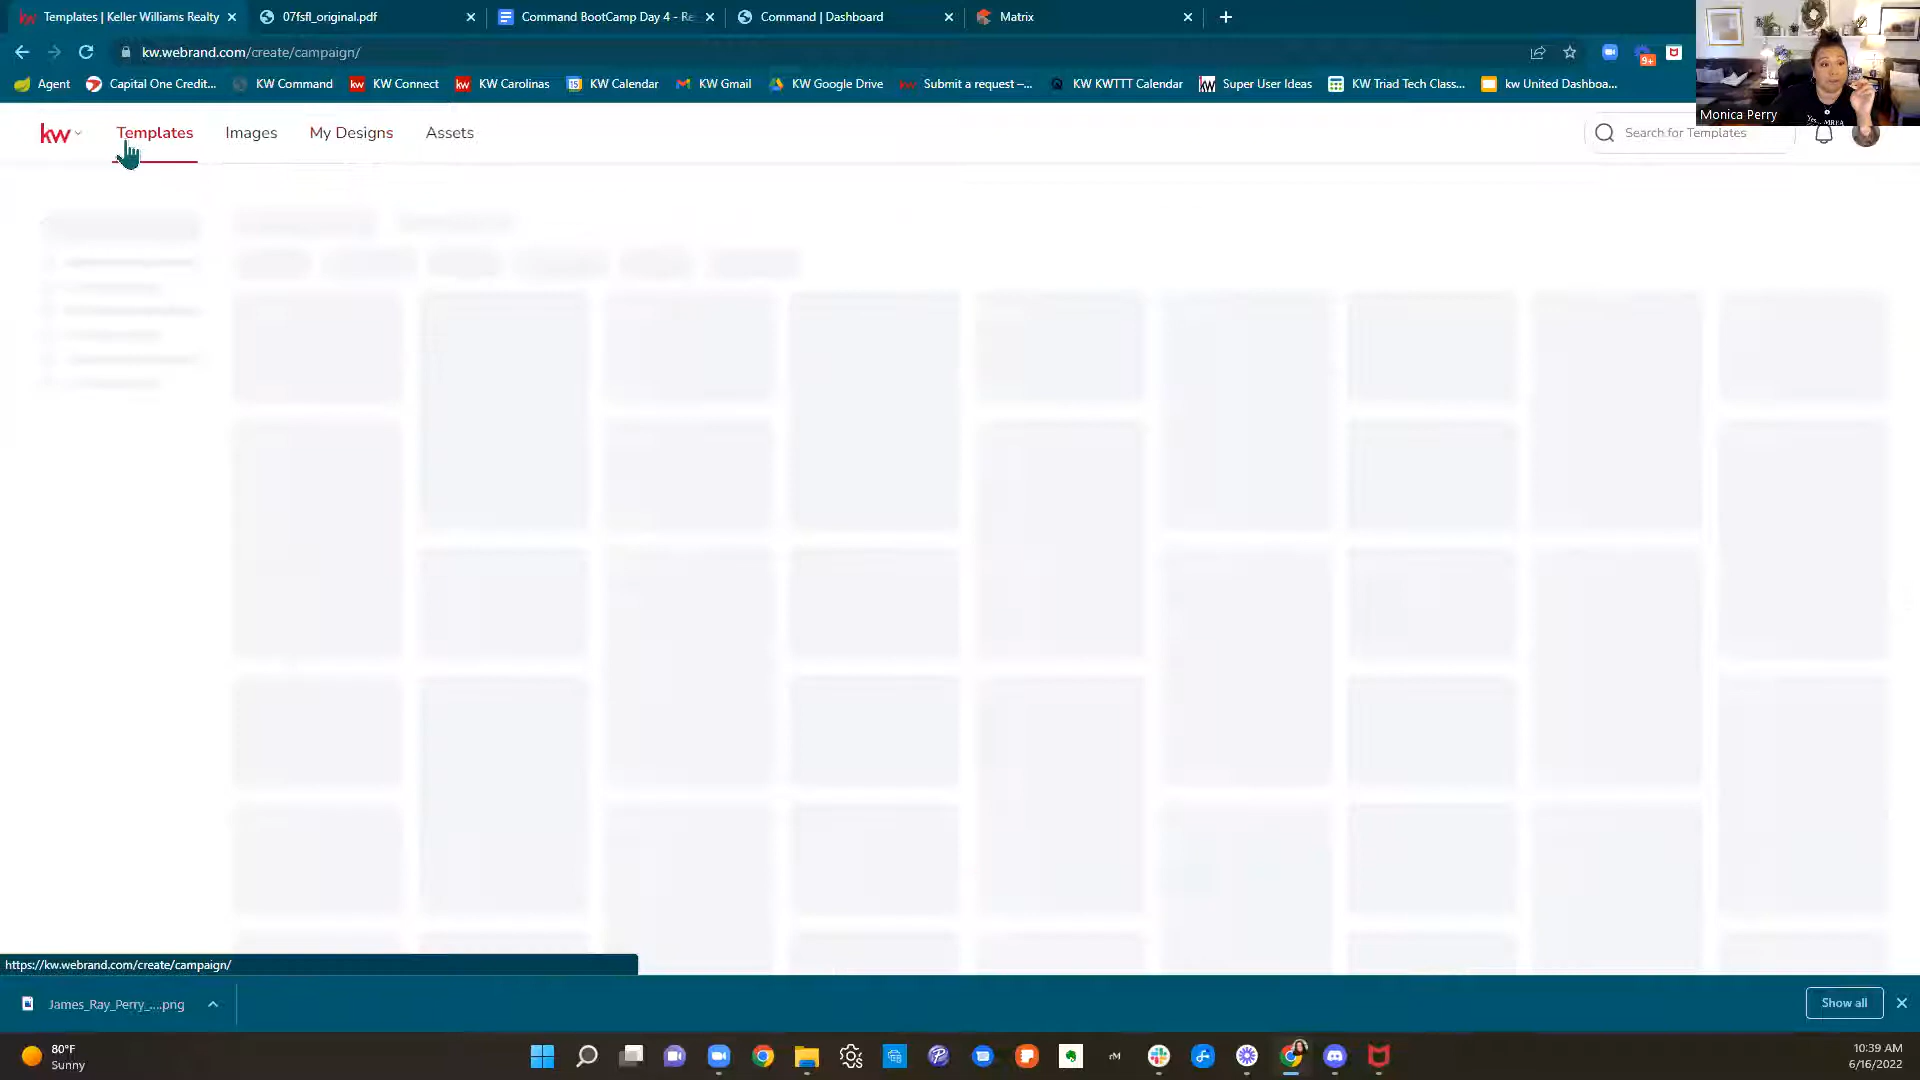 Templates | Keller Williams Realty
07fsfl_original.pdf
Command BootCamp Day 4 - Re
Command | Dashboard
Matrix
kw.webrand.com/create/campaign/
9+
Agent
Capital One Credit...
KW Command
KW Connect
KW Carolinas
KW Calendar
KW Gmail
KW Google Drive
Submit a request –...
KW KWTTT Calendar
Super User Ideas
KW Triad Tech Class...
kw United Dashboa...
Monica Perry
kw
Templates
Images
My Designs
Assets
Search for Templates
https://kw.webrand.com/create/campaign/
James_Ray_Perry_....png
Show all
80°F
Sunny
10:39 AM
6/16/2022